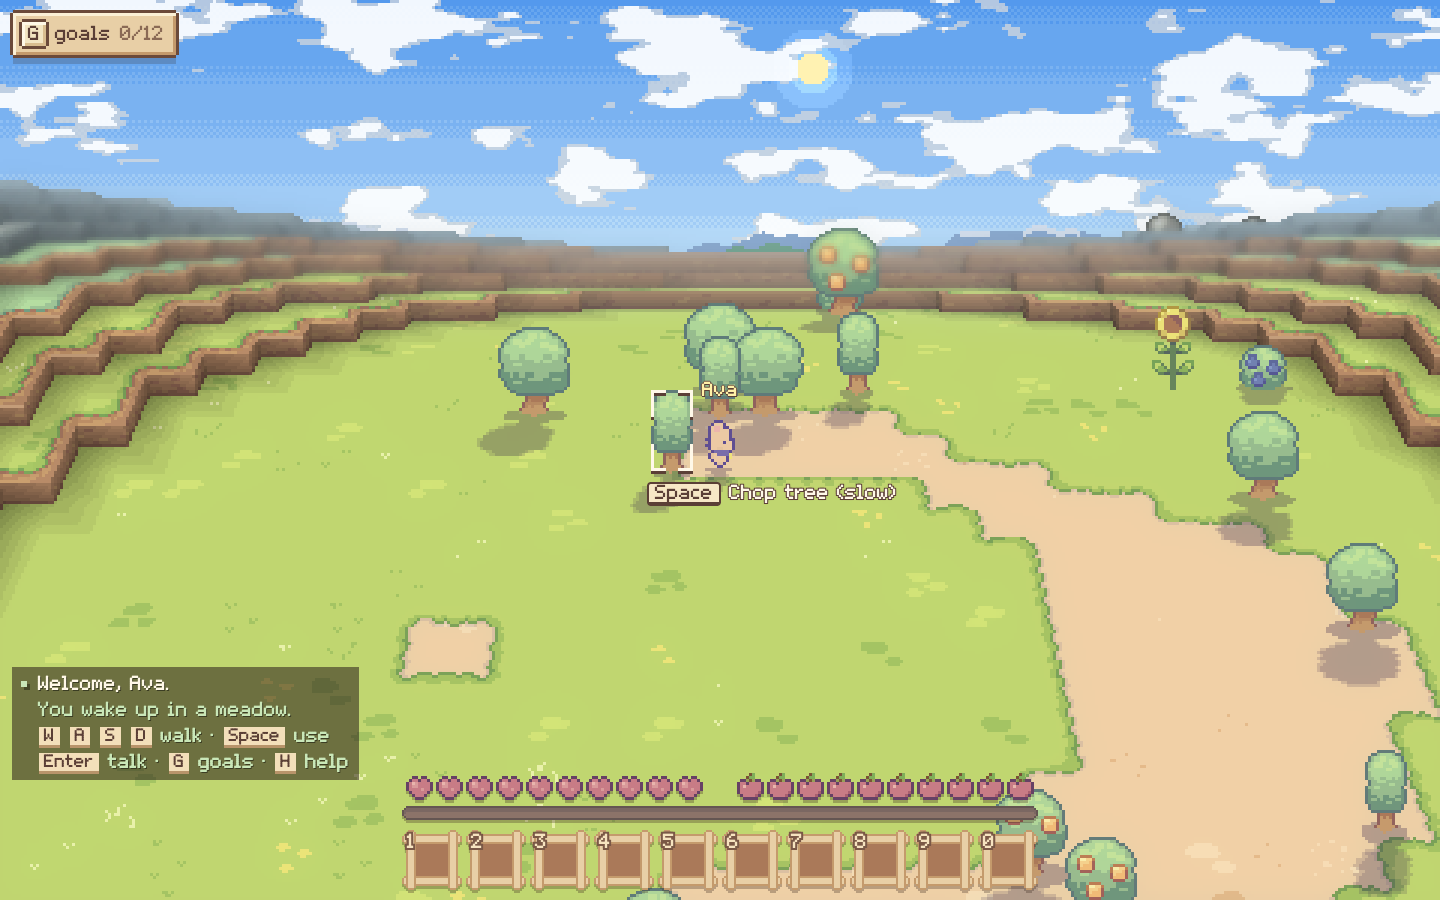 G goals 0/12
Ava
Space Chop tree (slow)
Welcome, Ava.
You wake up in a meadow.
W A S D walk · Space use
Enter talk · G goals · H help
1 2 3 4 5 6 7 8 9 0